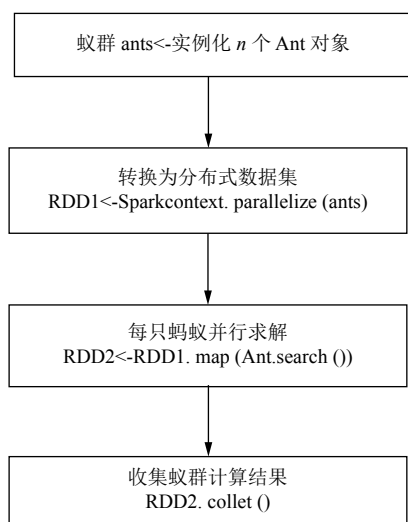 蚁群 ants<-实例化 n 个 Ant 对象
转换为分布式数据集
RDD1<-Sparkcontext. parallelize (ants)
每只蚂蚁并行求解
RDD2<-RDD1. map (Ant.search ())
收集蚁群计算结果
RDD2. collet ()